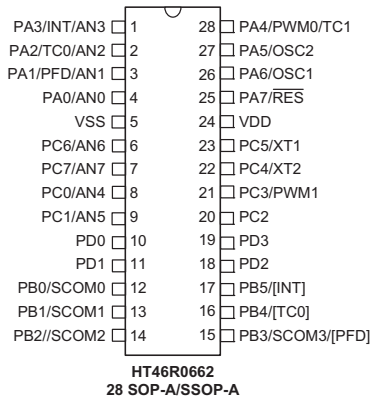 PA3/INT/AN3 1 28 PA4/PWM0/TC1
PA2/TC0/AN2 2 27 PA5/OSC2
PA1/PFD/AN1 3 26 PA6/OSC1
PA0/AN0 4 25 PA7/RES
VSS 5 24 VDD
PC6/AN6 6 23 PC5/XT1
PC7/AN7 7 22 PC4/XT2
PC0/AN4 8 21 PC3/PWM1
PC1/AN5 9 20 PC2
PD0 10 19 PD3
PD1 11 18 PD2
PB0/SCOM0 12 17 PB5/[INT]
PB1/SCOM1 13 16 PB4/[TC0]
PB2//SCOM2 14 15 PB3/SCOM3/[PFD]
HT46R0662
28 SOP-A/SSOP-A